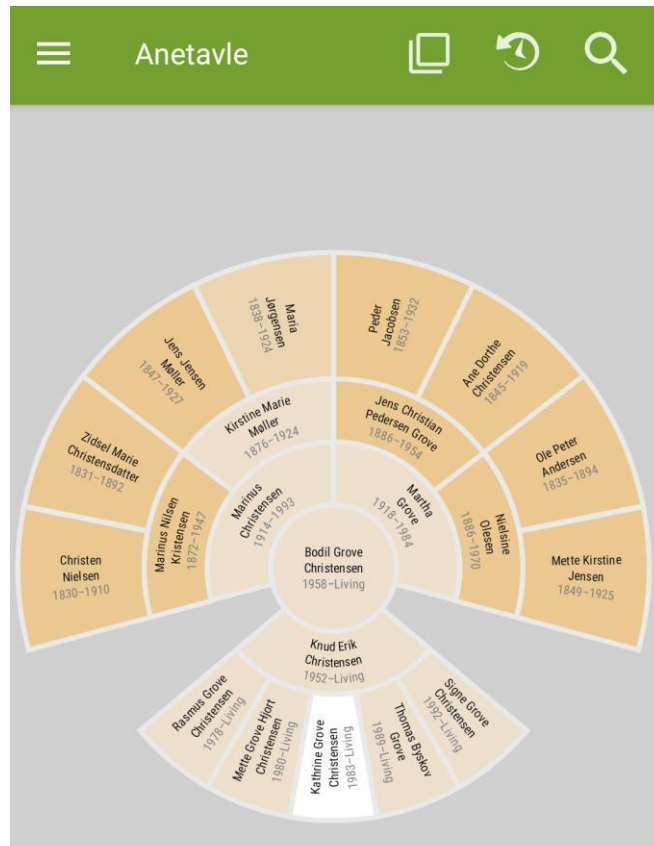 Anetavle
Christen
Nielsen
1830–1910
Zidsel Marie
Christensdatter
1831–1892
Jens Jensen
Møller
1847–1927
Maria
Jørgensen
1838–1924
Peder
Jacobsen
1853–1932
Ane Dorthe
Christensen
1845–1919
Ole Peter
Andersen
1835–1894
Mette Kirstine
Jensen
1849–1925
Marinus Nilsen
Kristensen
1872–1947
Kirstine Marie
Møller
1876–1924
Jens Christian
Pedersen Grove
1886–1954
Nielsine
Olesen
1886–1970
Marinus
Christensen
1914–1993
Martha
Grove
1918–1984
Bodil Grove
Christensen
1958–Living
Knud Erik
Christensen
1952–Living
Rasmus Grove
Christensen
1978–Living
Mette Grove Hjort
Christensen
1980–Living
Kathrine Grove
Christensen
1983–Living
Thomas Byskov
Grove
1989–Living
Signe Grove
Christensen
1992–Living